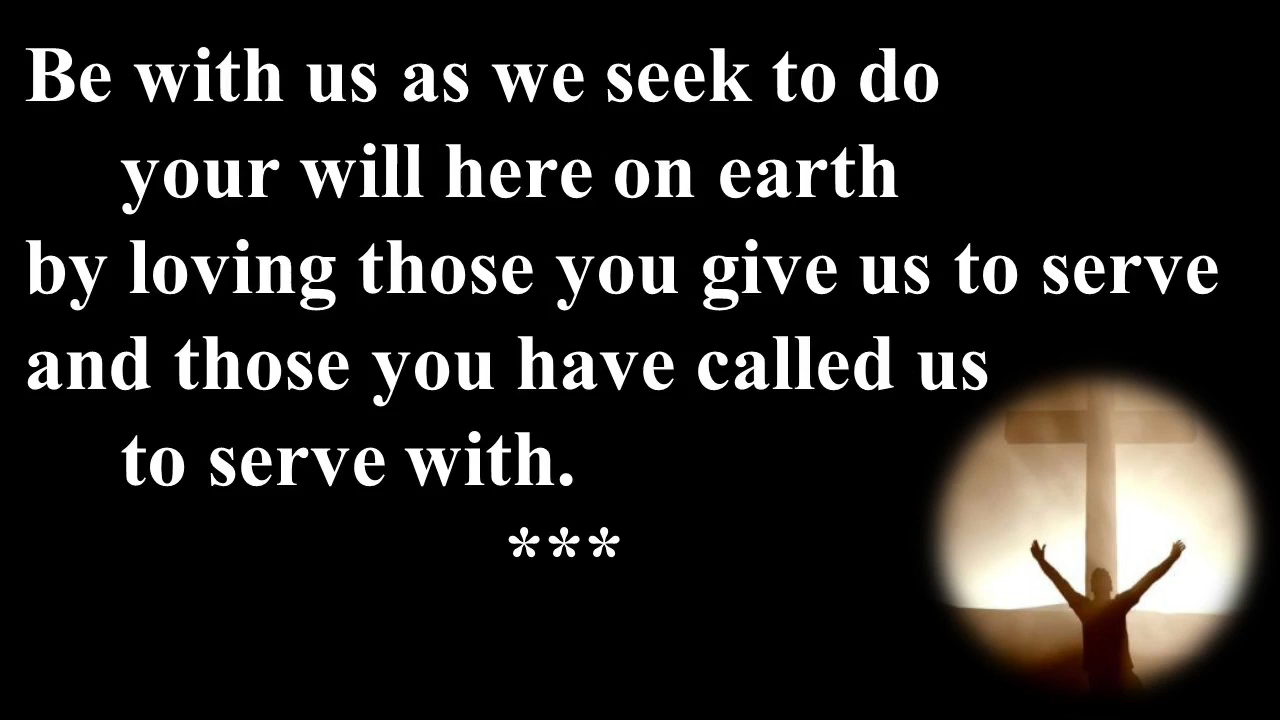 Be with us as we seek to do
your will here on earth
by loving those you give us to serve
and those you have called us
to serve with.
***